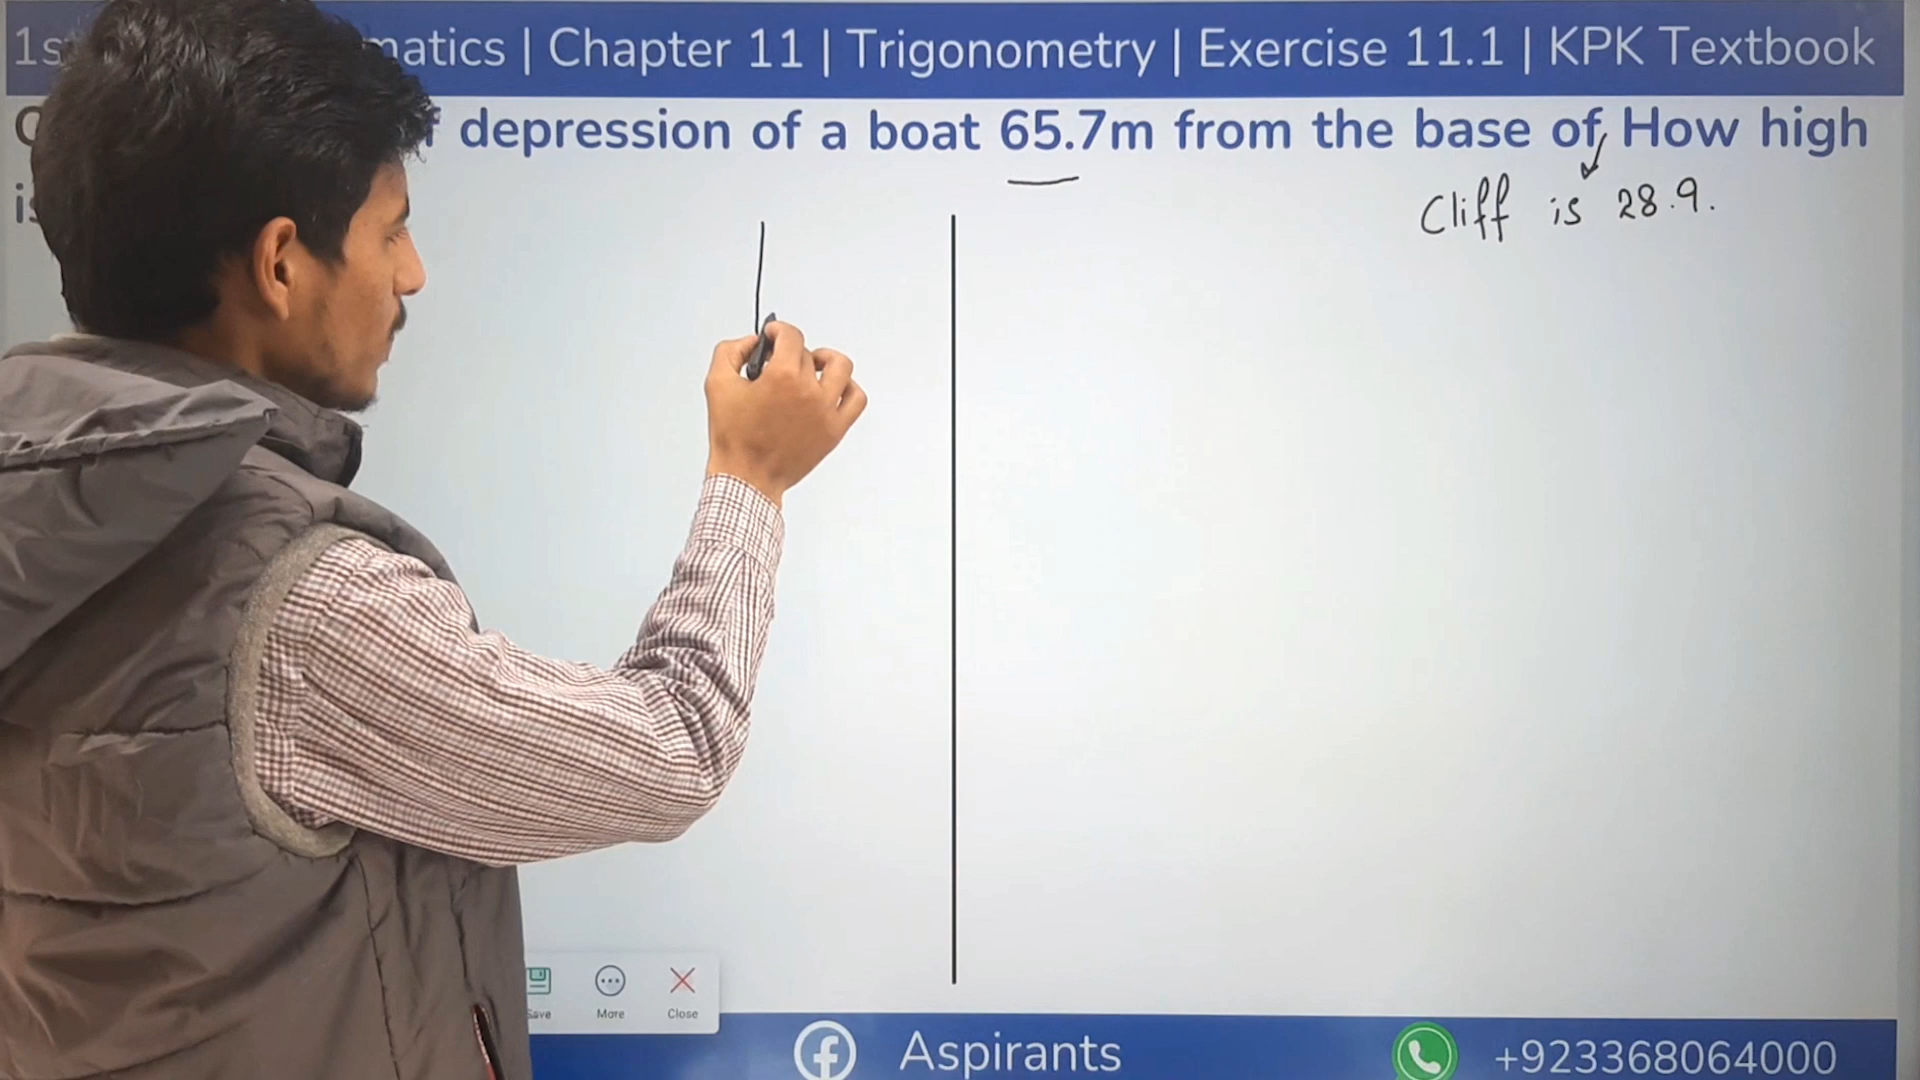 1s matics | Chapter 11 | Trigonometry | Exercise 11.1 | KPK Textbook
depression of a boat 65.7m from the base of, How high
is
Cliff is 28.9.
Save More Close
Aspirants
+923368064000